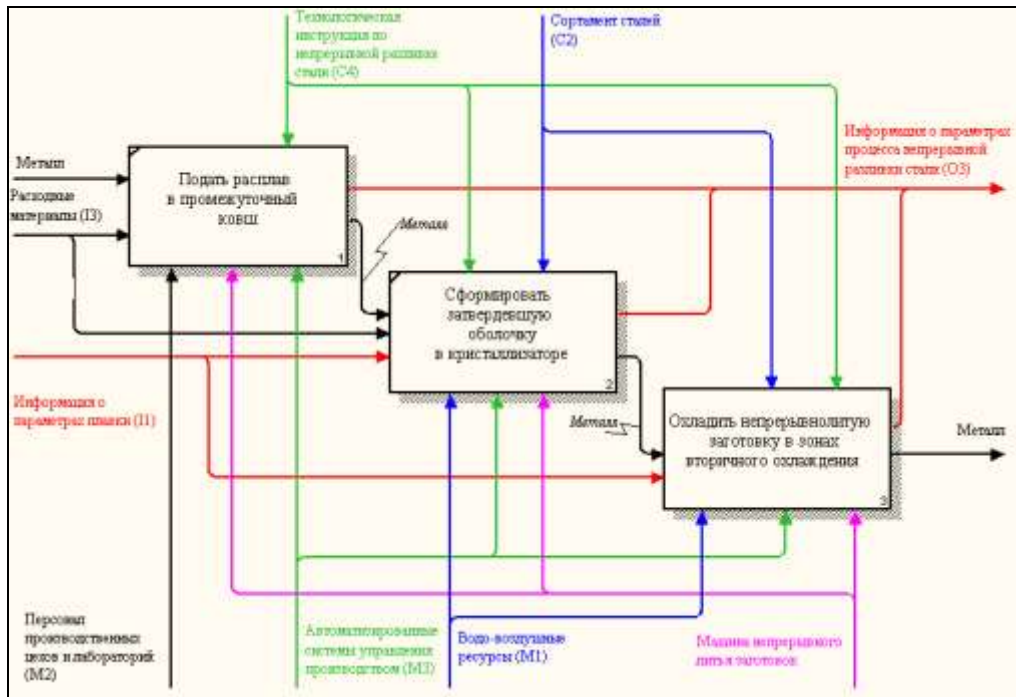 Технологическая
инструкция по
непрерывной разливке
стали (С4)
Сортамент сталей
(С2)
Информация о параметрах
процесса непрерывной
разливки стали (О3)
Металл
Расходные
материалы (I3)
Подать расплав
в промежуточный
ковш
1
Металл
Сформировать
затвердевшую
оболочку
в кристаллизаторе
2
Информация о
параметрах плавки (I1)
Металл
Охладить непрерывнолитую
заготовку в зонах
вторичного охлаждения
3
Металл
Персонал
производственных
цехов и лабораторий
(М2)
Автоматизированные
системы управления
производством (М3)
Водо-воздушные
ресурсы (М1)
Машина непрерывного
литья заготовок